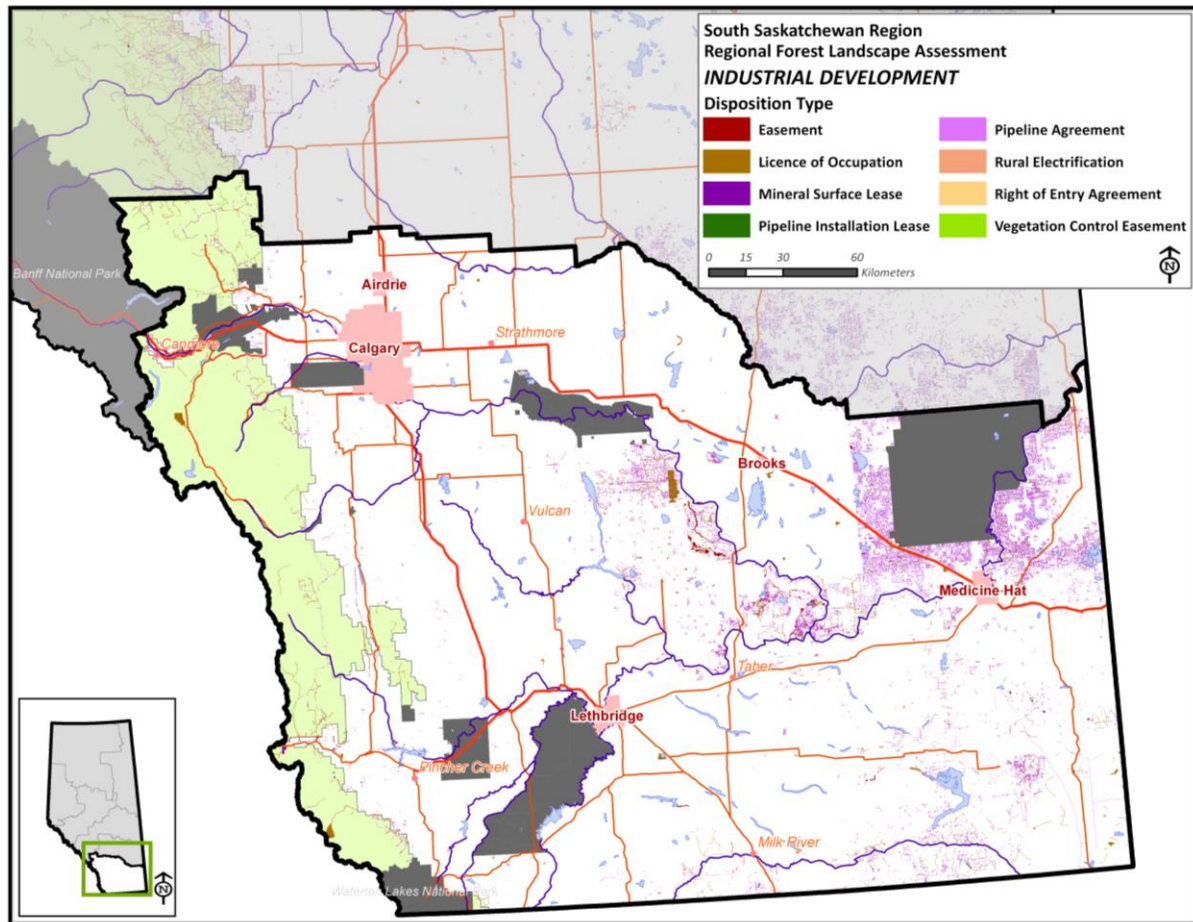 South Saskatchewan Region
Regional Forest Landscape Assessment
INDUSTRIAL DEVELOPMENT
Disposition Type
Easement
Licence of Occupation
Mineral Surface Lease
Pipeline Installation Lease
Pipeline Agreement
Rural Electrification
Right of Entry Agreement
Vegetation Control Easement
0 15 30 60
Kilometers
N
Banff National Park
Airdrie
Canmore
Calgary
Strathmore
Brooks
Vulcan
Medicine Hat
Taber
Lethbridge
Pincher Creek
Milk River
Waterton Lakes National Park
N